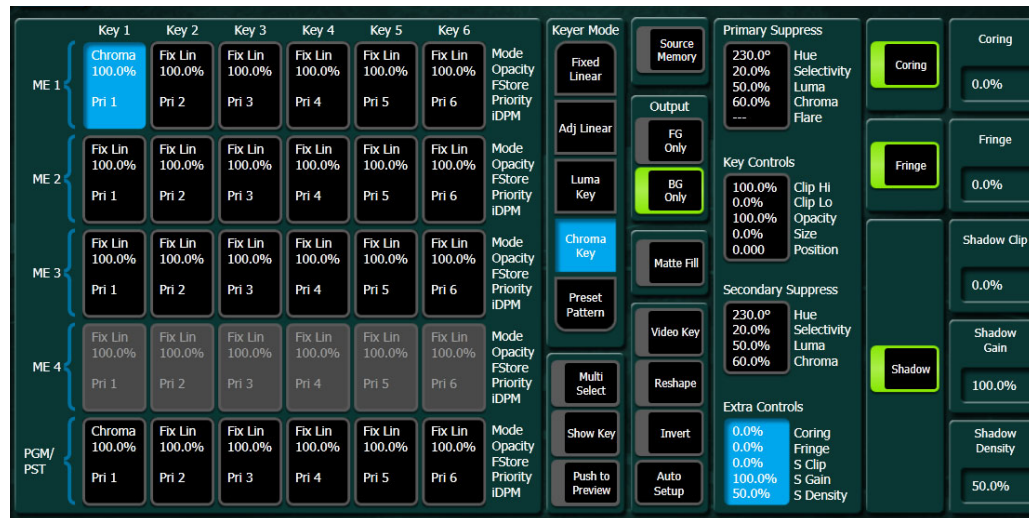 Key 1 Key 2 Key 3 Key 4 Key 5 Key 6
ME 1
Chroma Fix Lin Fix Lin Fix Lin Fix Lin Fix Lin Mode
100.0% 100.0% 100.0% 100.0% 100.0% 100.0% Opacity
FStore
Pri 1 Pri 2 Pri 3 Pri 4 Pri 5 Pri 6 Priority
iDPM
ME 2
Fix Lin Fix Lin Fix Lin Fix Lin Fix Lin Fix Lin Mode
100.0% 100.0% 100.0% 100.0% 100.0% 100.0% Opacity
FStore
Pri 1 Pri 2 Pri 3 Pri 4 Pri 5 Pri 6 Priority
iDPM
ME 3
Fix Lin Fix Lin Fix Lin Fix Lin Fix Lin Fix Lin Mode
100.0% 100.0% 100.0% 100.0% 100.0% 100.0% Opacity
FStore
Pri 1 Pri 2 Pri 3 Pri 4 Pri 5 Pri 6 Priority
iDPM
ME 4
Fix Lin Fix Lin Fix Lin Fix Lin Fix Lin Fix Lin Mode
100.0% 100.0% 100.0% 100.0% 100.0% 100.0% Opacity
FStore
Pri 1 Pri 2 Pri 3 Pri 4 Pri 5 Pri 6 Priority
iDPM
PGM/
PST
Chroma Fix Lin Fix Lin Fix Lin Fix Lin Fix Lin Mode
100.0% 100.0% 100.0% 100.0% 100.0% 100.0% Opacity
FStore
Pri 1 Pri 2 Pri 3 Pri 4 Pri 5 Pri 6 Priority
iDPM
Keyer Mode
Fixed
Linear
Adj Linear
Luma
Key
Chroma
Key
Preset
Pattern
Multi
Select
Show Key
Push to
Preview
Source
Memory
Output
FG
Only
BG
Only
Matte Fill
Video Key
Reshape
Invert
Auto
Setup
Primary Suppress
230.0º Hue
20.0% Selectivity
50.0% Luma
60.0% Chroma
--- Flare
Key Controls
100.0% Clip Hi
0.0% Clip Lo
100.0% Opacity
0.0% Size
0.000 Position
Secondary Suppress
230.0º Hue
20.0% Selectivity
50.0% Luma
60.0% Chroma
Extra Controls
0.0% Coring
0.0% Fringe
0.0% S Clip
100.0% S Gain
50.0% S Density
Coring
Fringe
Shadow
Coring
0.0%
Fringe
0.0%
Shadow Clip
0.0%
Shadow
Gain
100.0%
Shadow
Density
50.0%